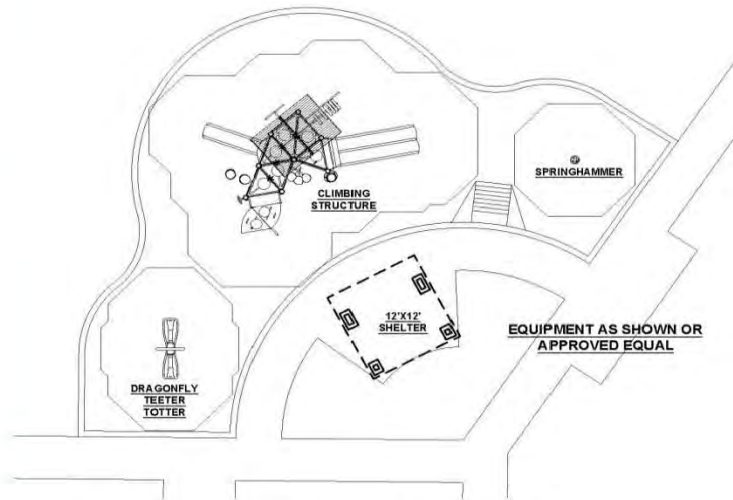 CLIMBING
STRUCTURE
SPRINGHAMMER
12'X12'
SHELTER
EQUIPMENT AS SHOWN OR
APPROVED EQUAL
DRAGONFLY
TEETER
TOTTER